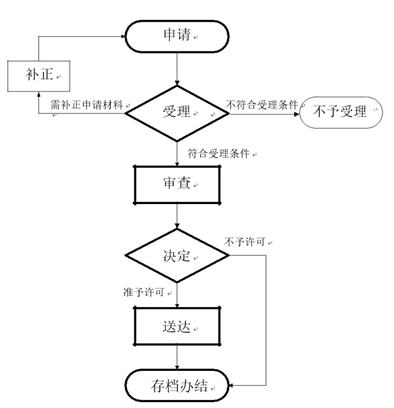 申请
补正
需补正申请材料
受理
不符合受理条件
不予受理
符合受理条件
审查
决定
不予许可
准予许可
送达
存档办结